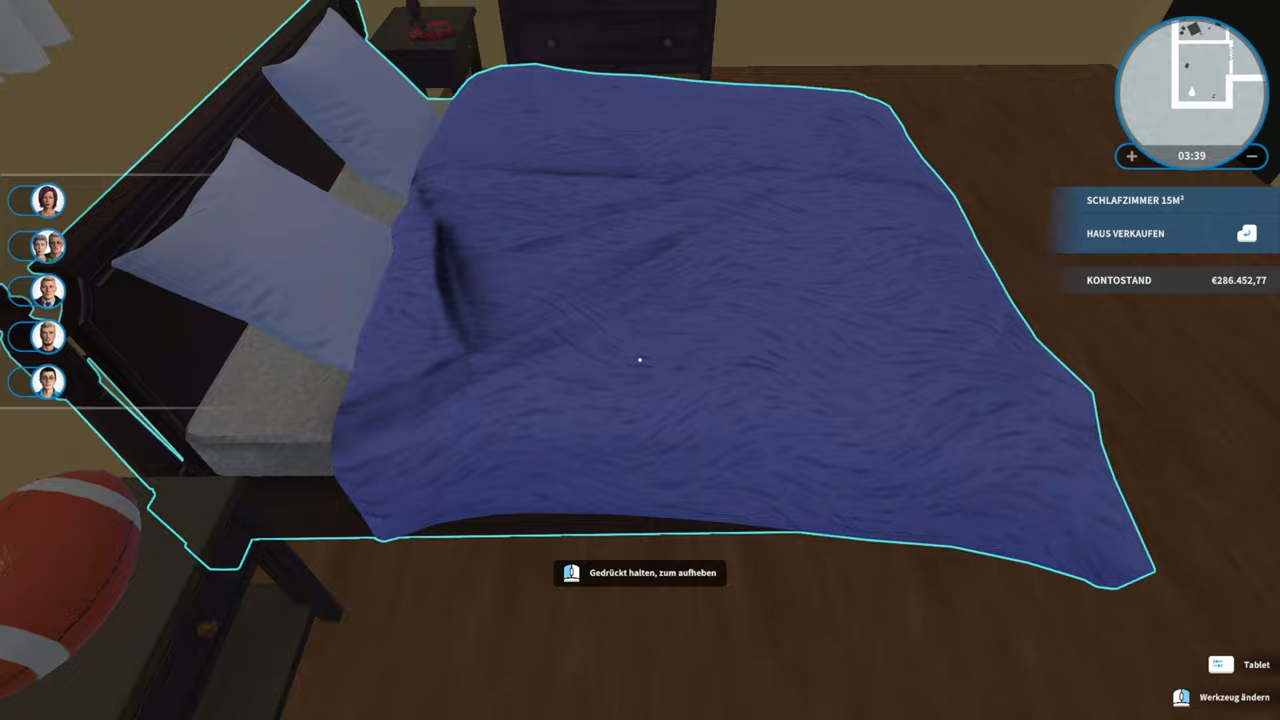 03:39
SCHLAFZIMMER 15M²
HAUS VERKAUFEN
KONTOSTAND €286.452,77
Gedrückt halten, zum aufheben
Tablet
Werkzeug ändern